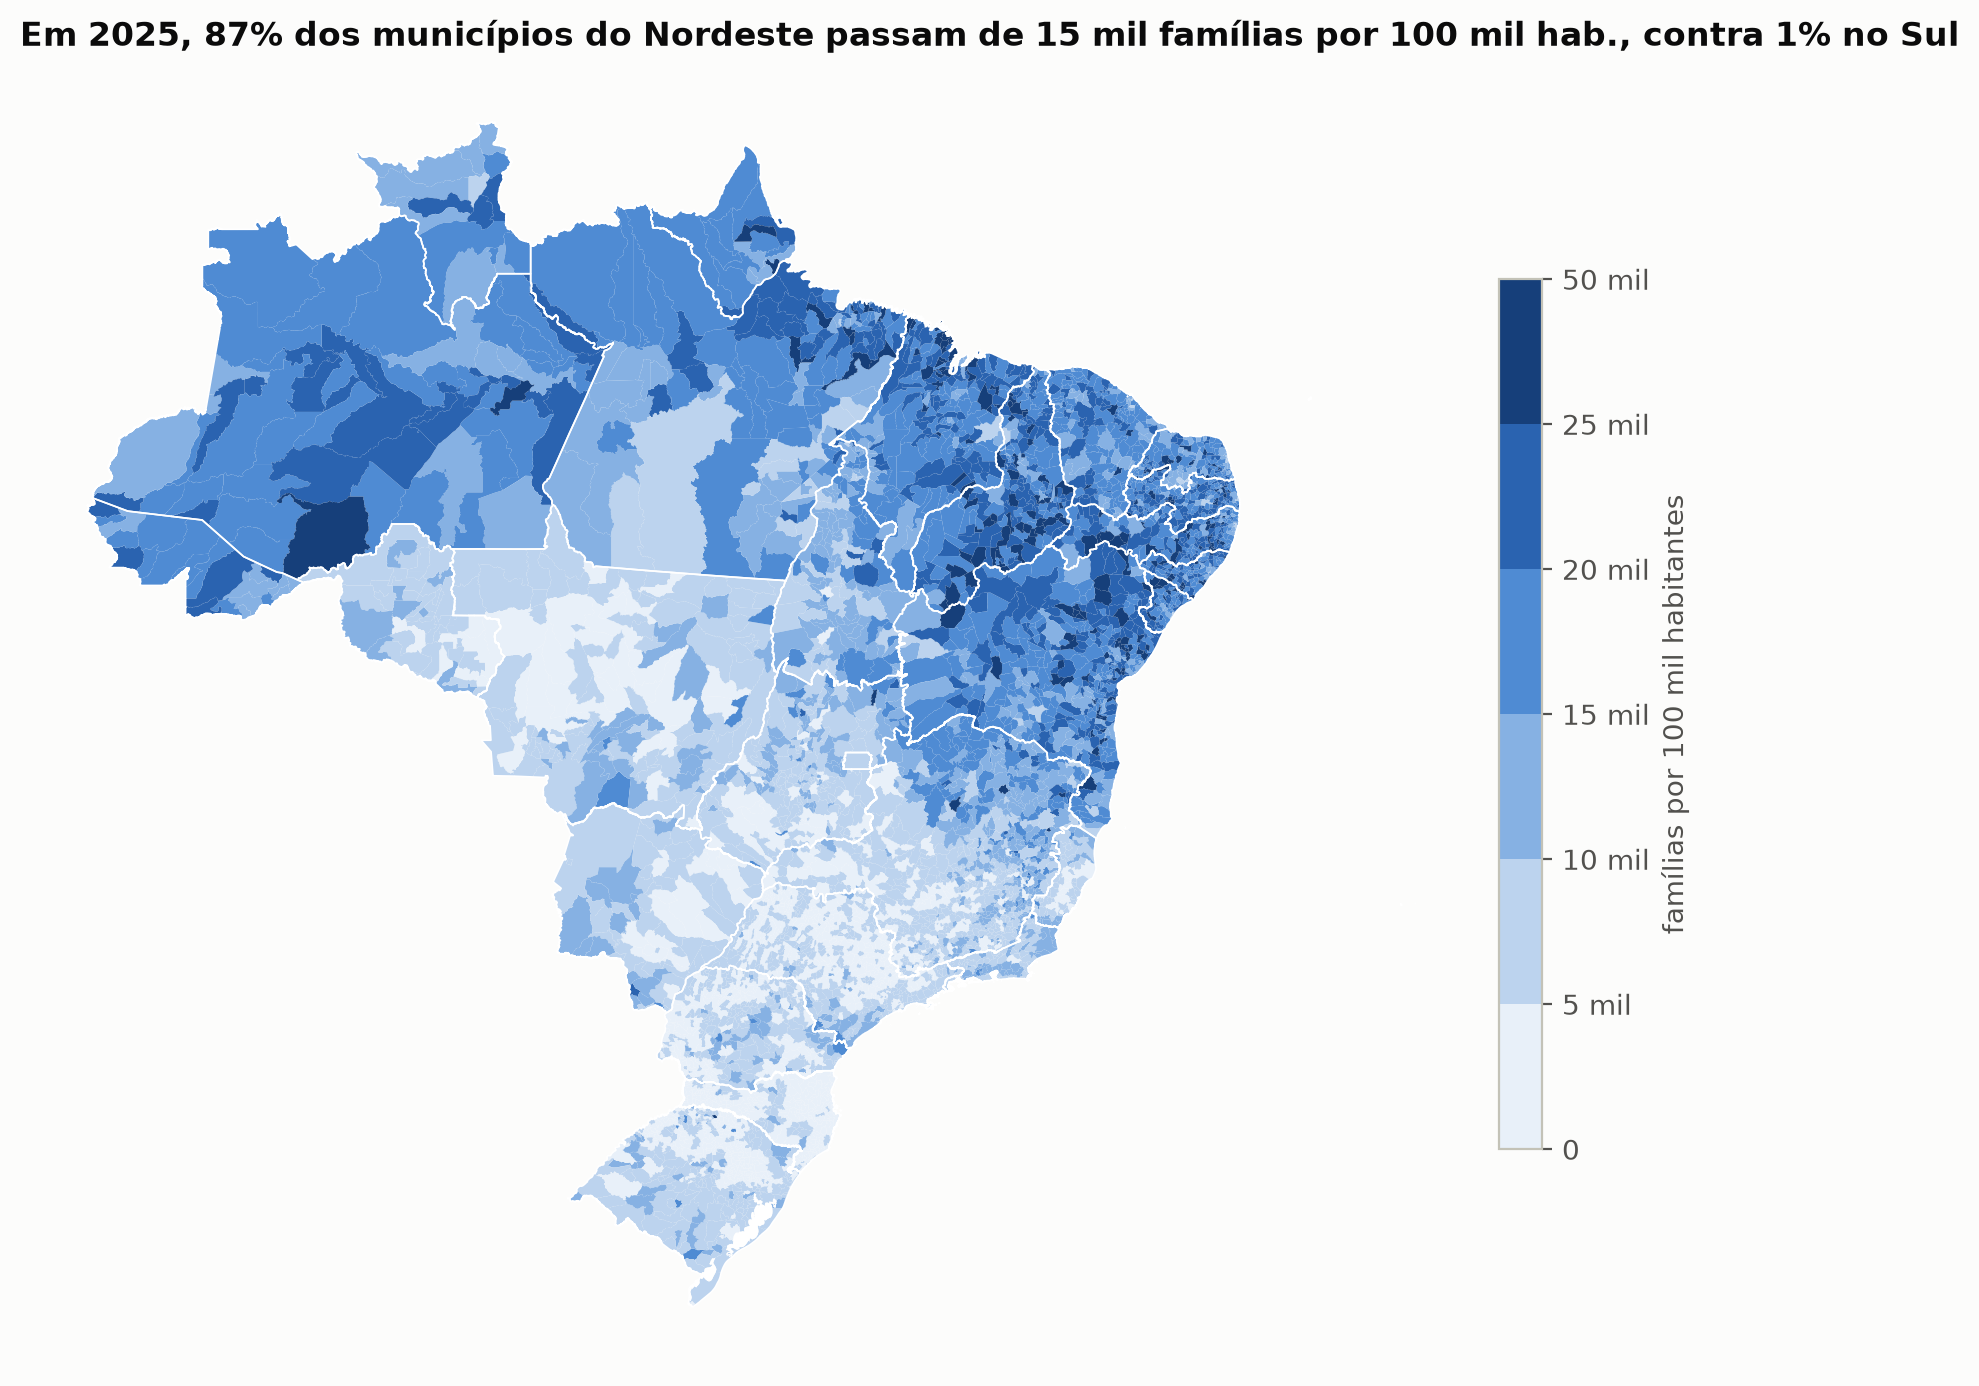 Em 2025, 87% dos municípios do Nordeste passam de 15 mil famílias por 100 mil hab., contra 1% no Sul
50 mil
25 mil
20 mil
15 mil
10 mil
5 mil
0
famílias por 100 mil habitantes